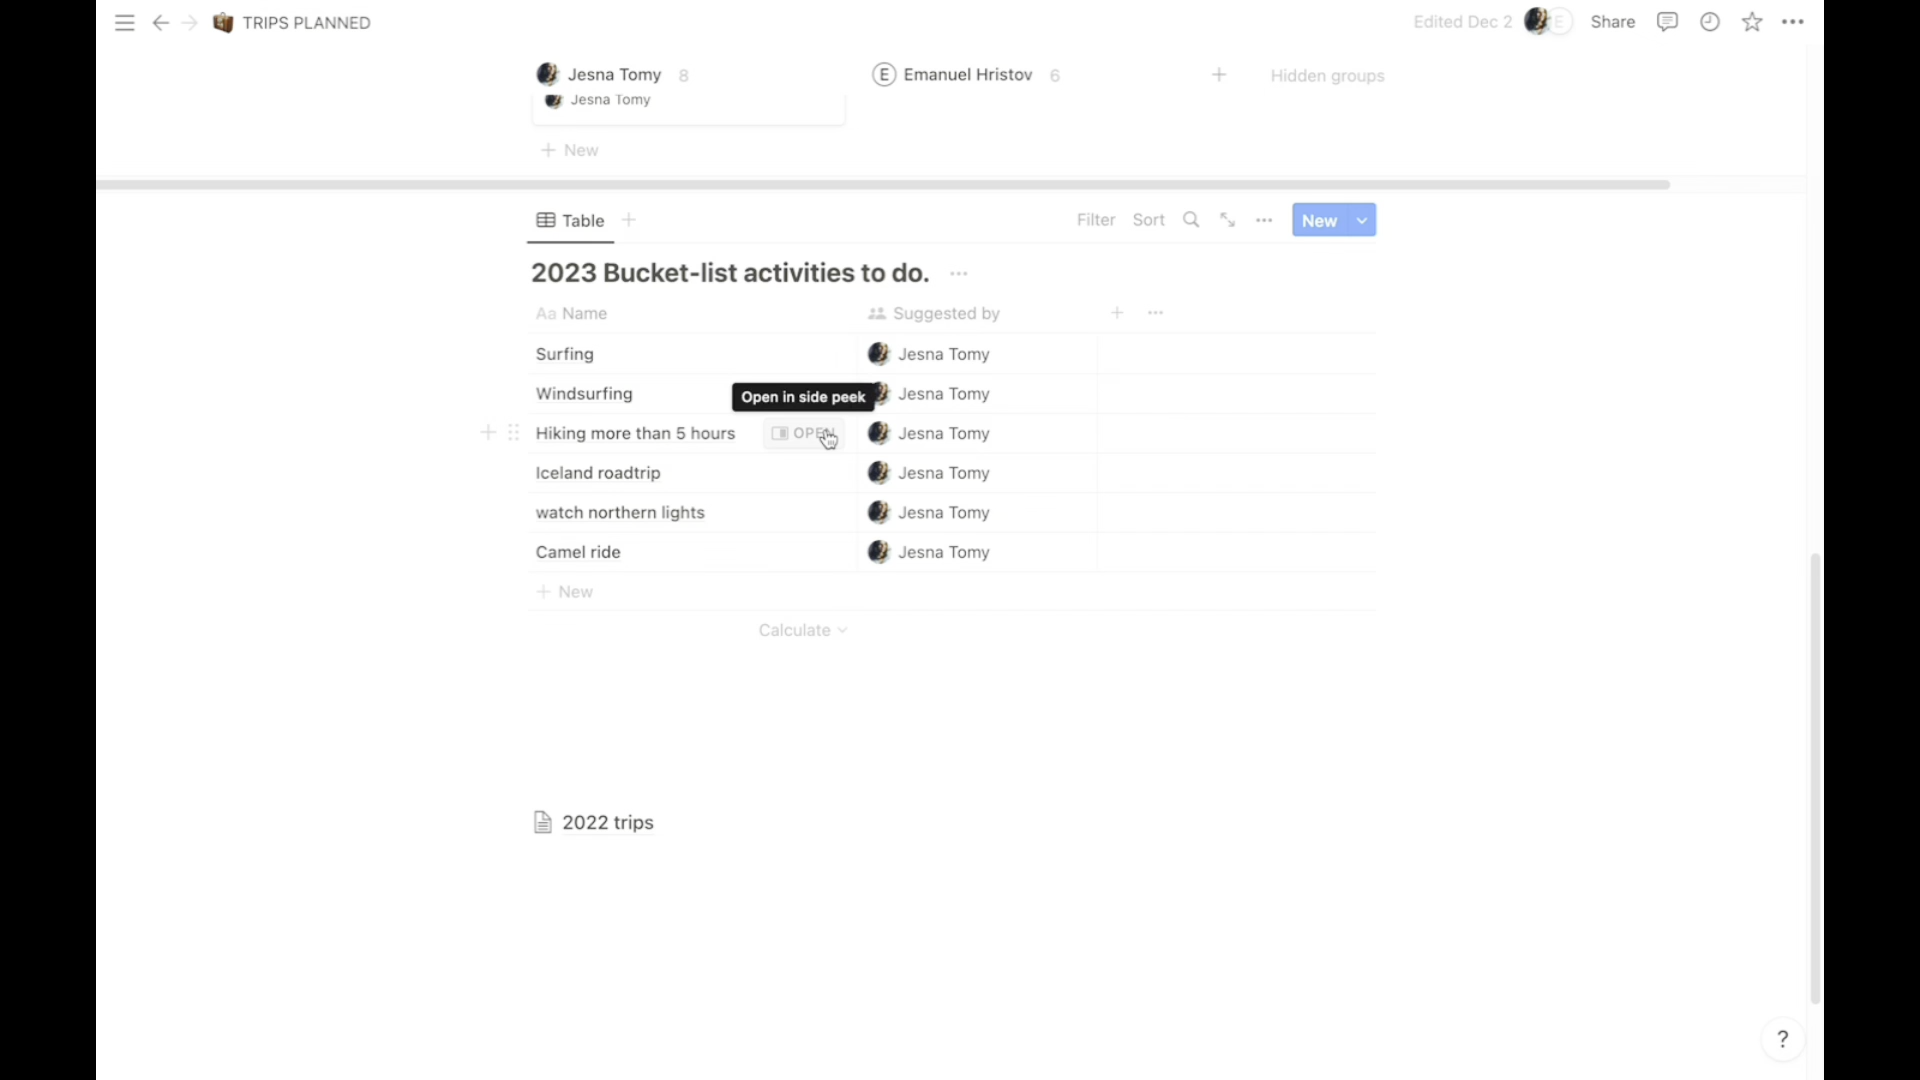 TRIPS PLANNED
Edited Dec 2 E Share
Jesna Tomy 8
E Emanuel Hristov 6
Hidden groups
Jesna Tomy
New
Table
Filter Sort New
2023 Bucket-list activities to do.
Aa Name Suggested by
Surfing Jesna Tomy
Windsurfing Jesna Tomy
Open in side peek
Hiking more than 5 hours OPEN Jesna Tomy
Iceland roadtrip Jesna Tomy
watch northern lights Jesna Tomy
Camel ride Jesna Tomy
New
Calculate
2022 trips
?